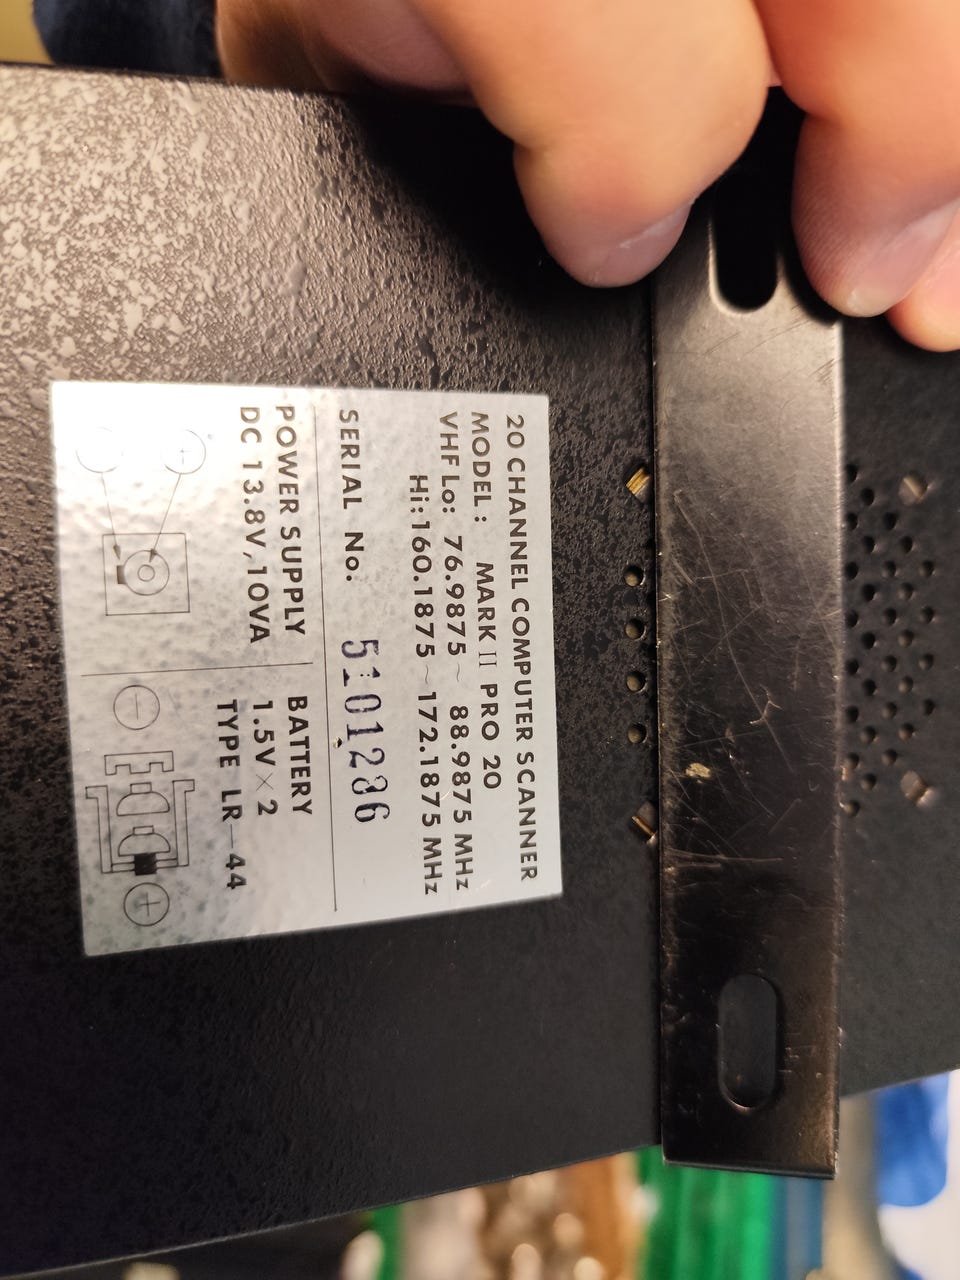 20 CHANNEL COMPUTER SCANNER
MODEL : MARK II PRO 20
VHF Lo: 76.9875 ~ 88.9875 MHz
Hi: 160.1875 ~ 172.1875 MHz
SERIAL No. 5101286
POWER SUPPLY
DC 13.8V, 10VA
BATTERY
1.5V × 2
TYPE LR-44